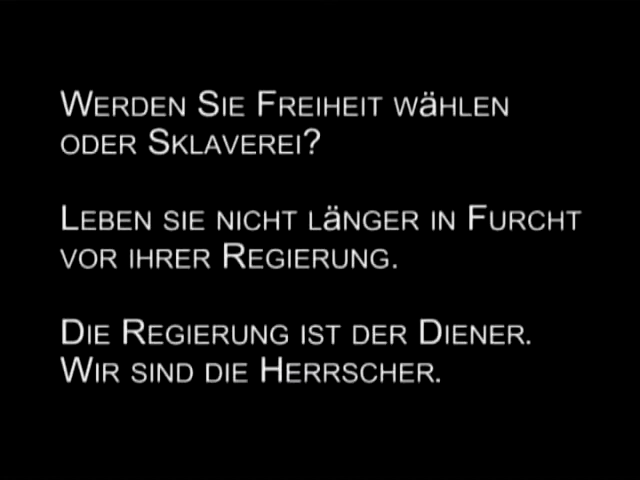 Werden Sie Freiheit wählen
oder Sklaverei?
Leben sie nicht länger in Furcht
vor ihrer Regierung.
Die Regierung ist der Diener.
Wir sind die Herrscher.